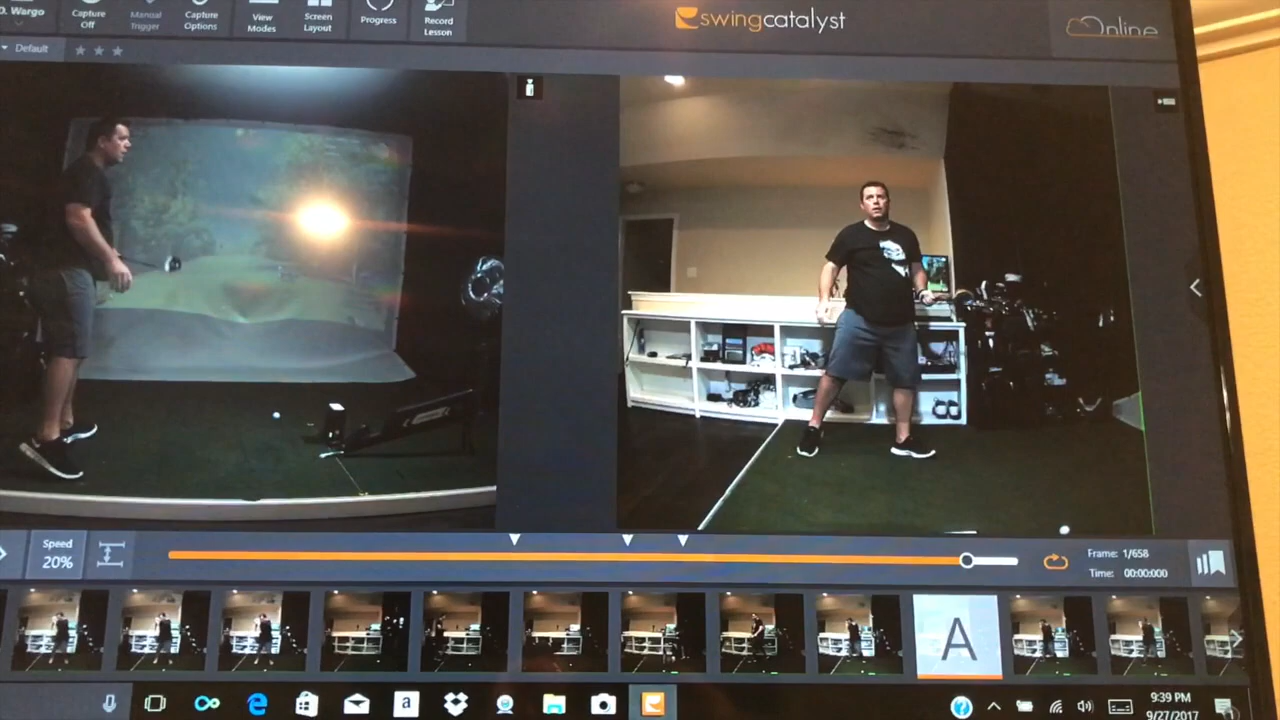 D. Wargo
Capture
Off
Manual
Trigger
Capture
Options
View
Modes
Screen
Layout
Progress
Record
Lesson
swingcatalyst
Online
Default
Speed
20%
Frame: 1/658
Time: 00:00:000
A
a
?
9:39 PM
9/27/2017